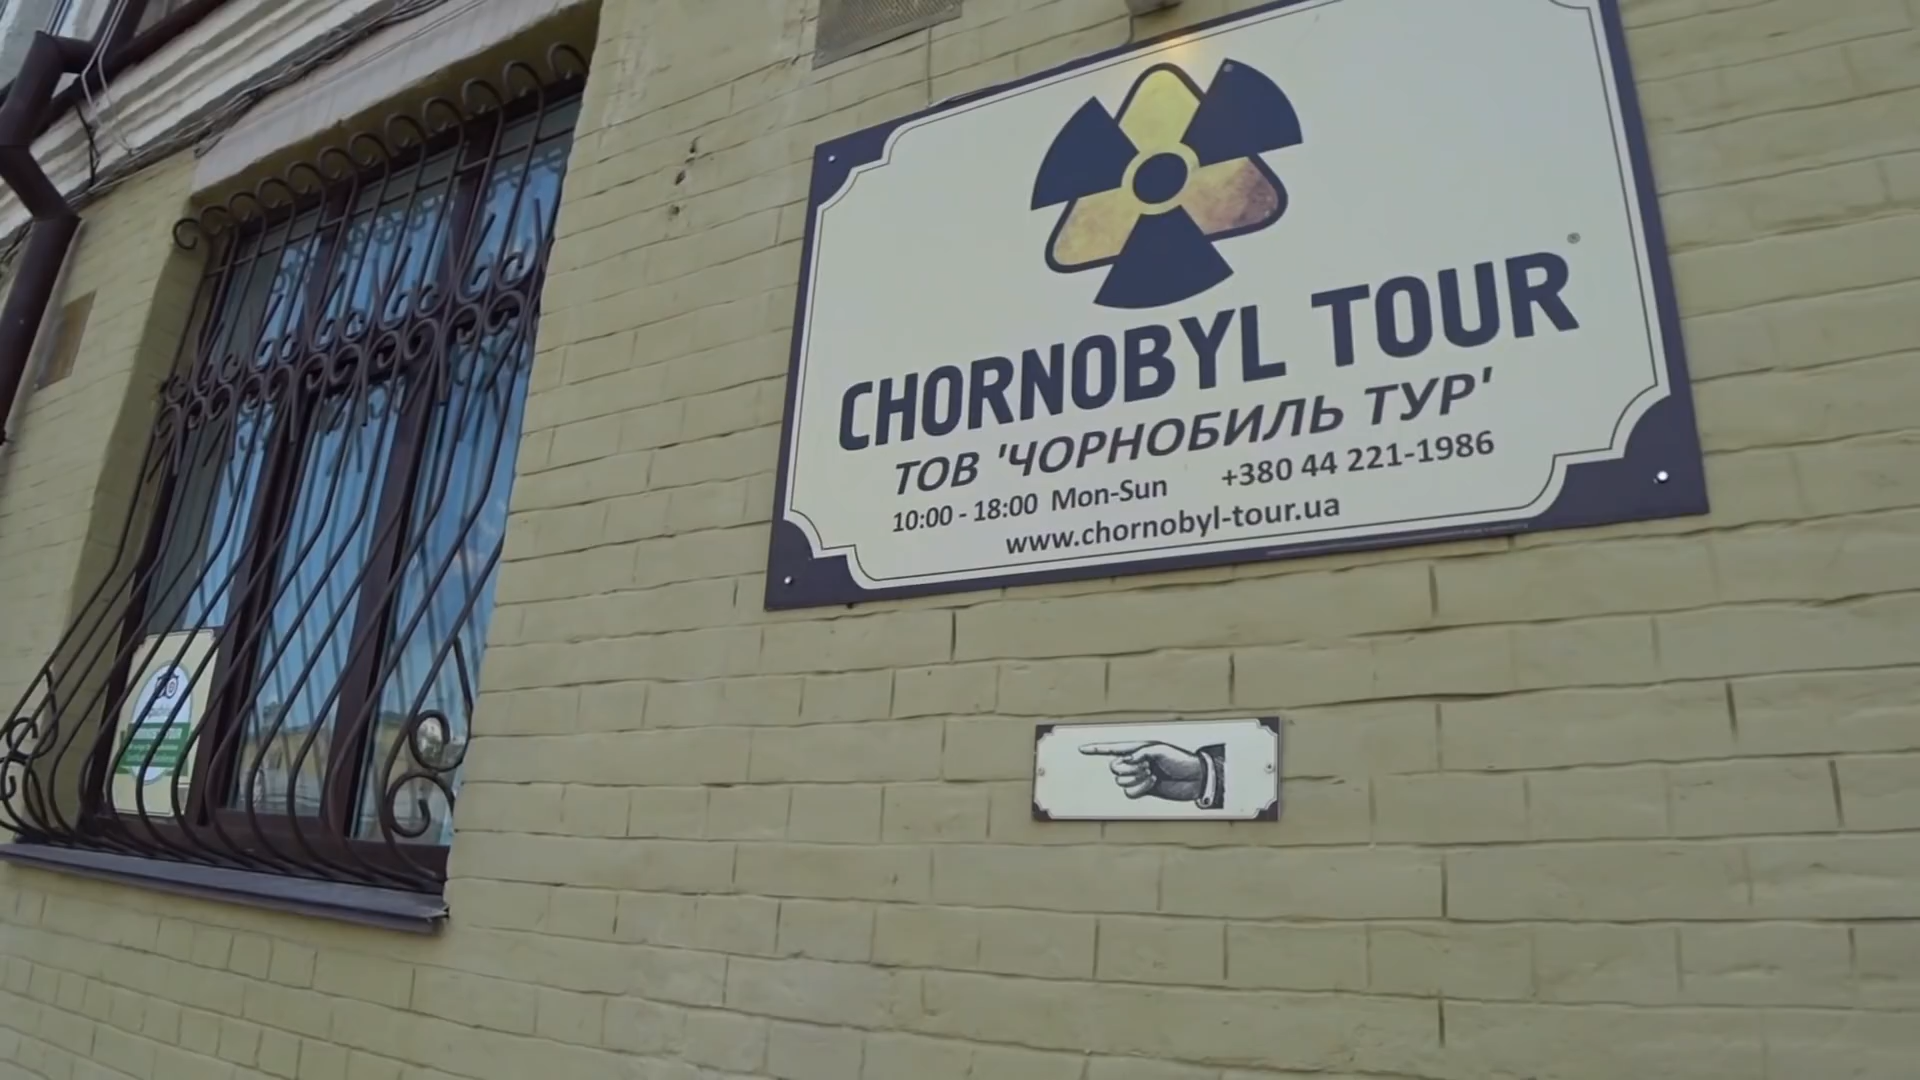 ®
CHORNOBYL TOUR
ТОВ 'ЧОРНОБИЛЬ ТУР'
10:00 - 18:00 Mon-Sun +380 44 221-1986
www.chornobyl-tour.ua